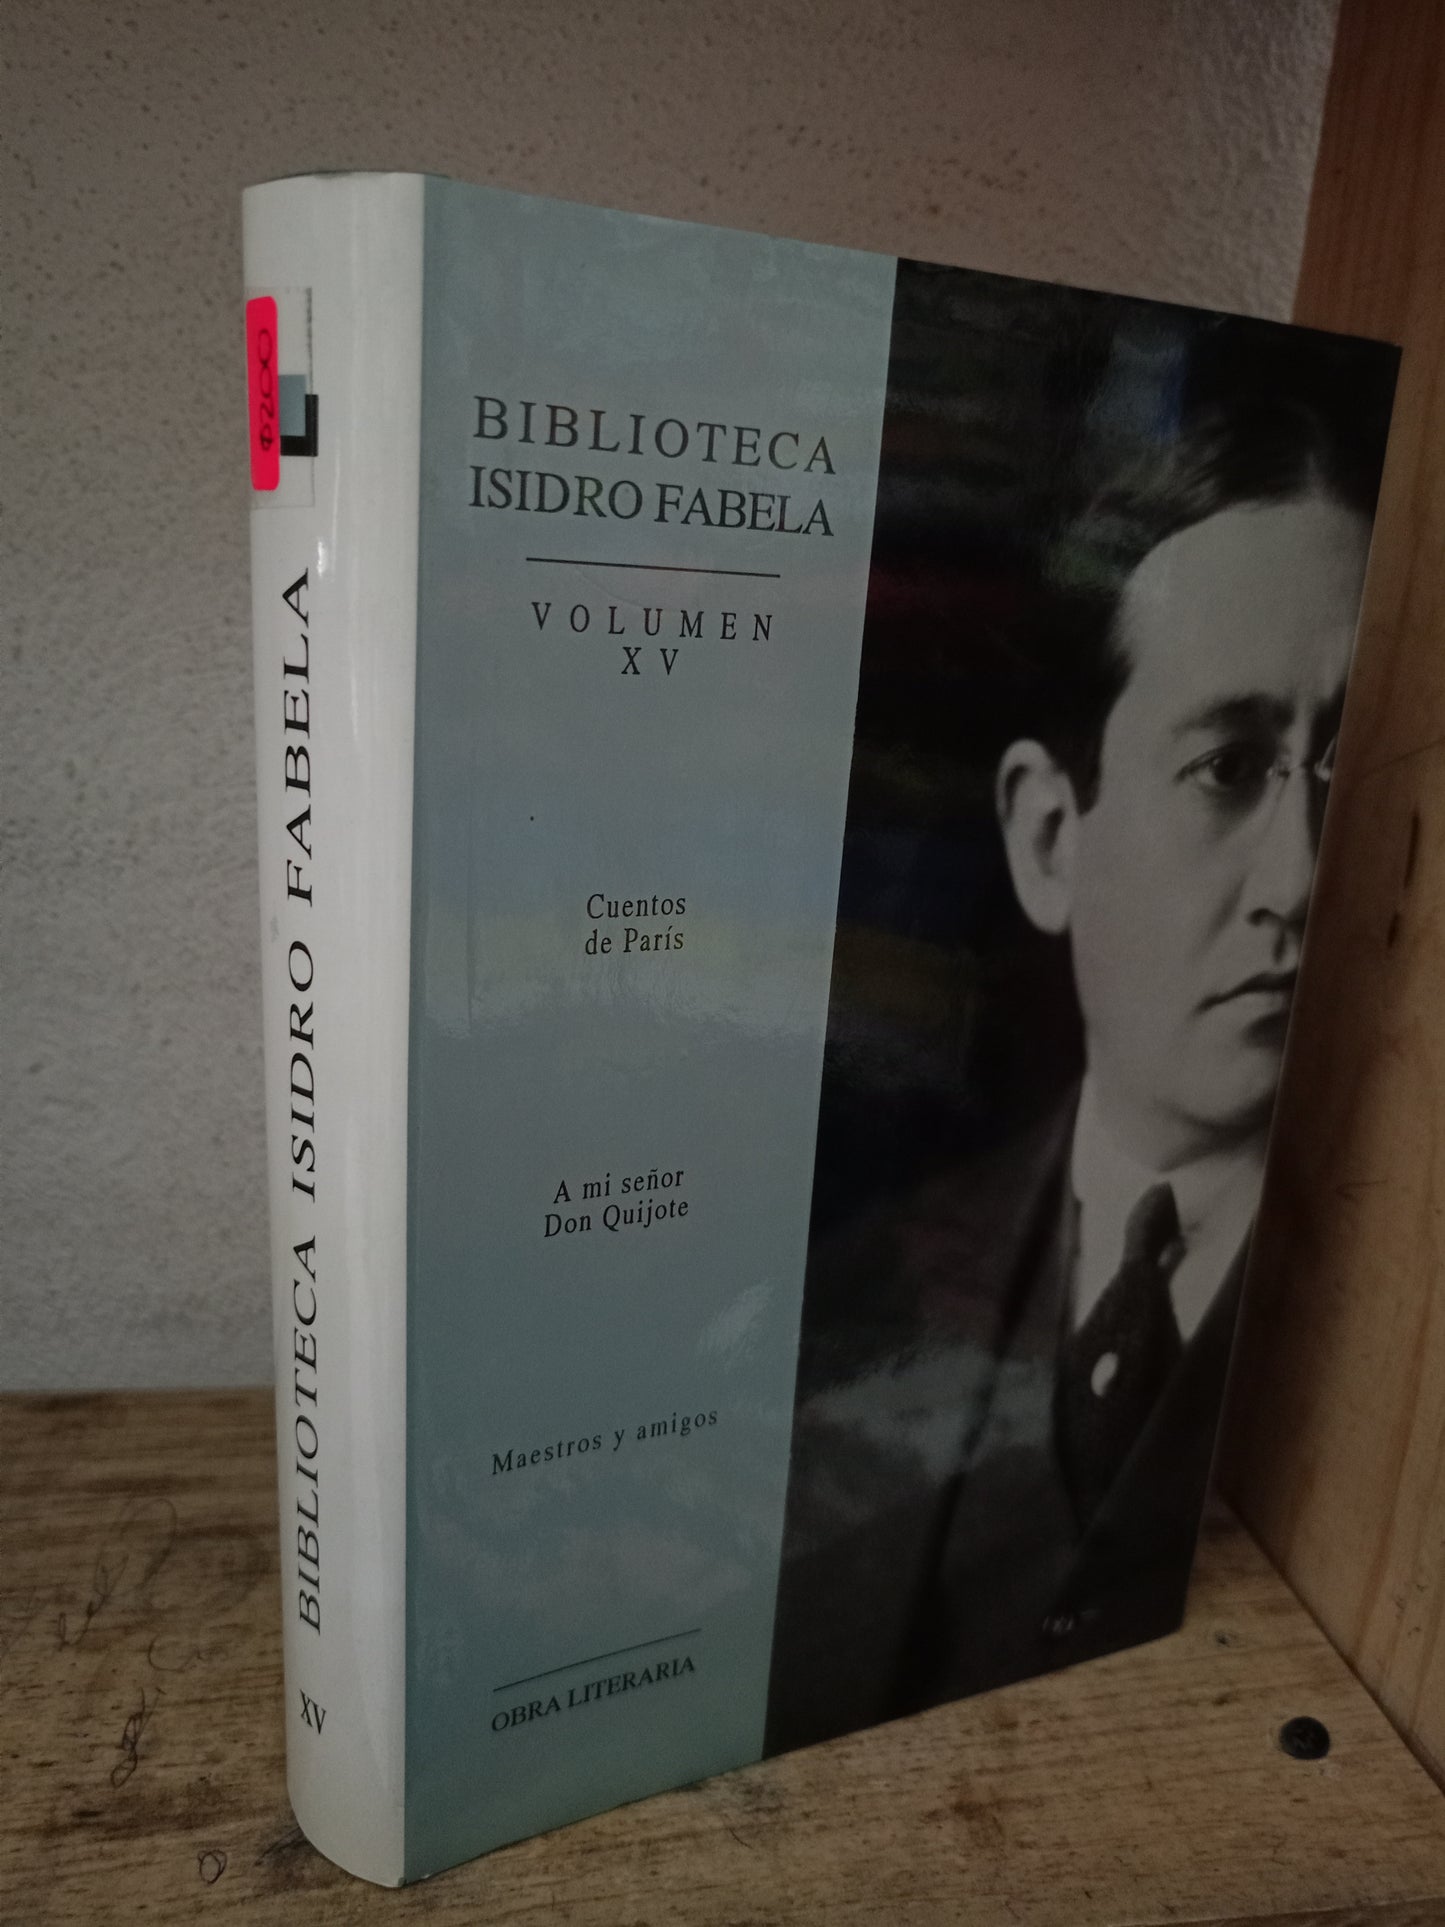 $200
BIBLIOTECA ISIDRO FABELA
XV
BIBLIOTECA
ISIDRO FABELA
VOLUMEN
XV
Cuentos
de París
A mi señor
Don Quijote
Maestros y amigos
OBRA LITERARIA